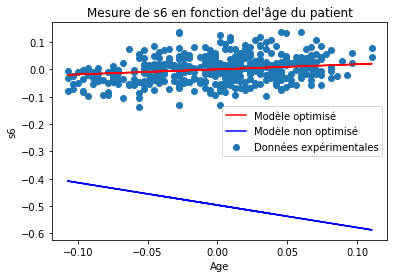 Mesure de s6 en fonction del'âge du patient
0.1
0.0
−0.1
−0.2
−0.3
−0.4
−0.5
−0.6
s6
Modèle optimisé
Modèle non optimisé
Données expérimentales
−0.10
−0.05
0.00
0.05
0.10
Age